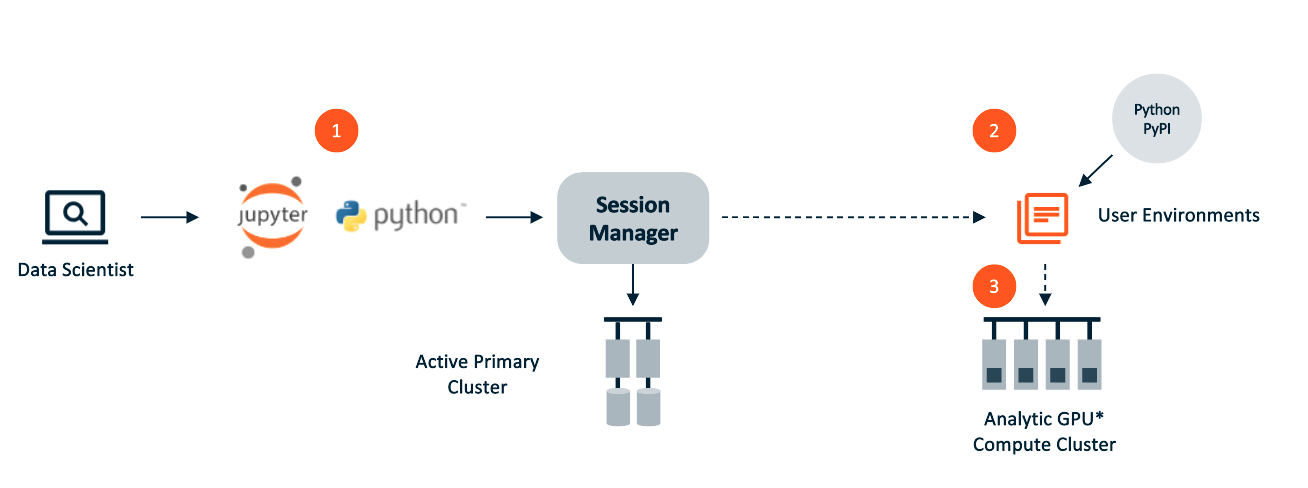 1
2
Python
PyPI
jupyter
python™
Session
Manager
User Environments
Data Scientist
3
Active Primary
Cluster
Analytic GPU*
Compute Cluster